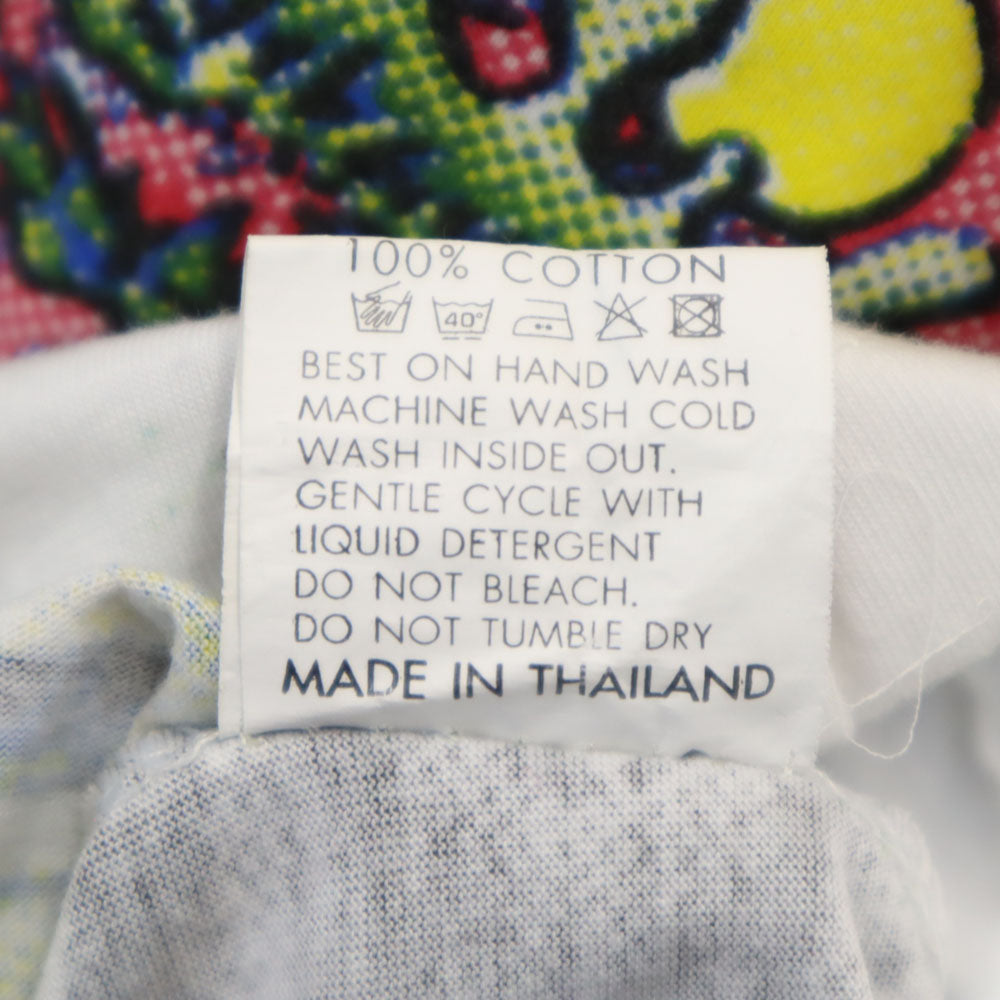 100% COTTON
40°
BEST ON HAND WASH
MACHINE WASH COLD
WASH INSIDE OUT.
GENTLE CYCLE WITH
LIQUID DETERGENT
DO NOT BLEACH.
DO NOT TUMBLE DRY
MADE IN THAILAND